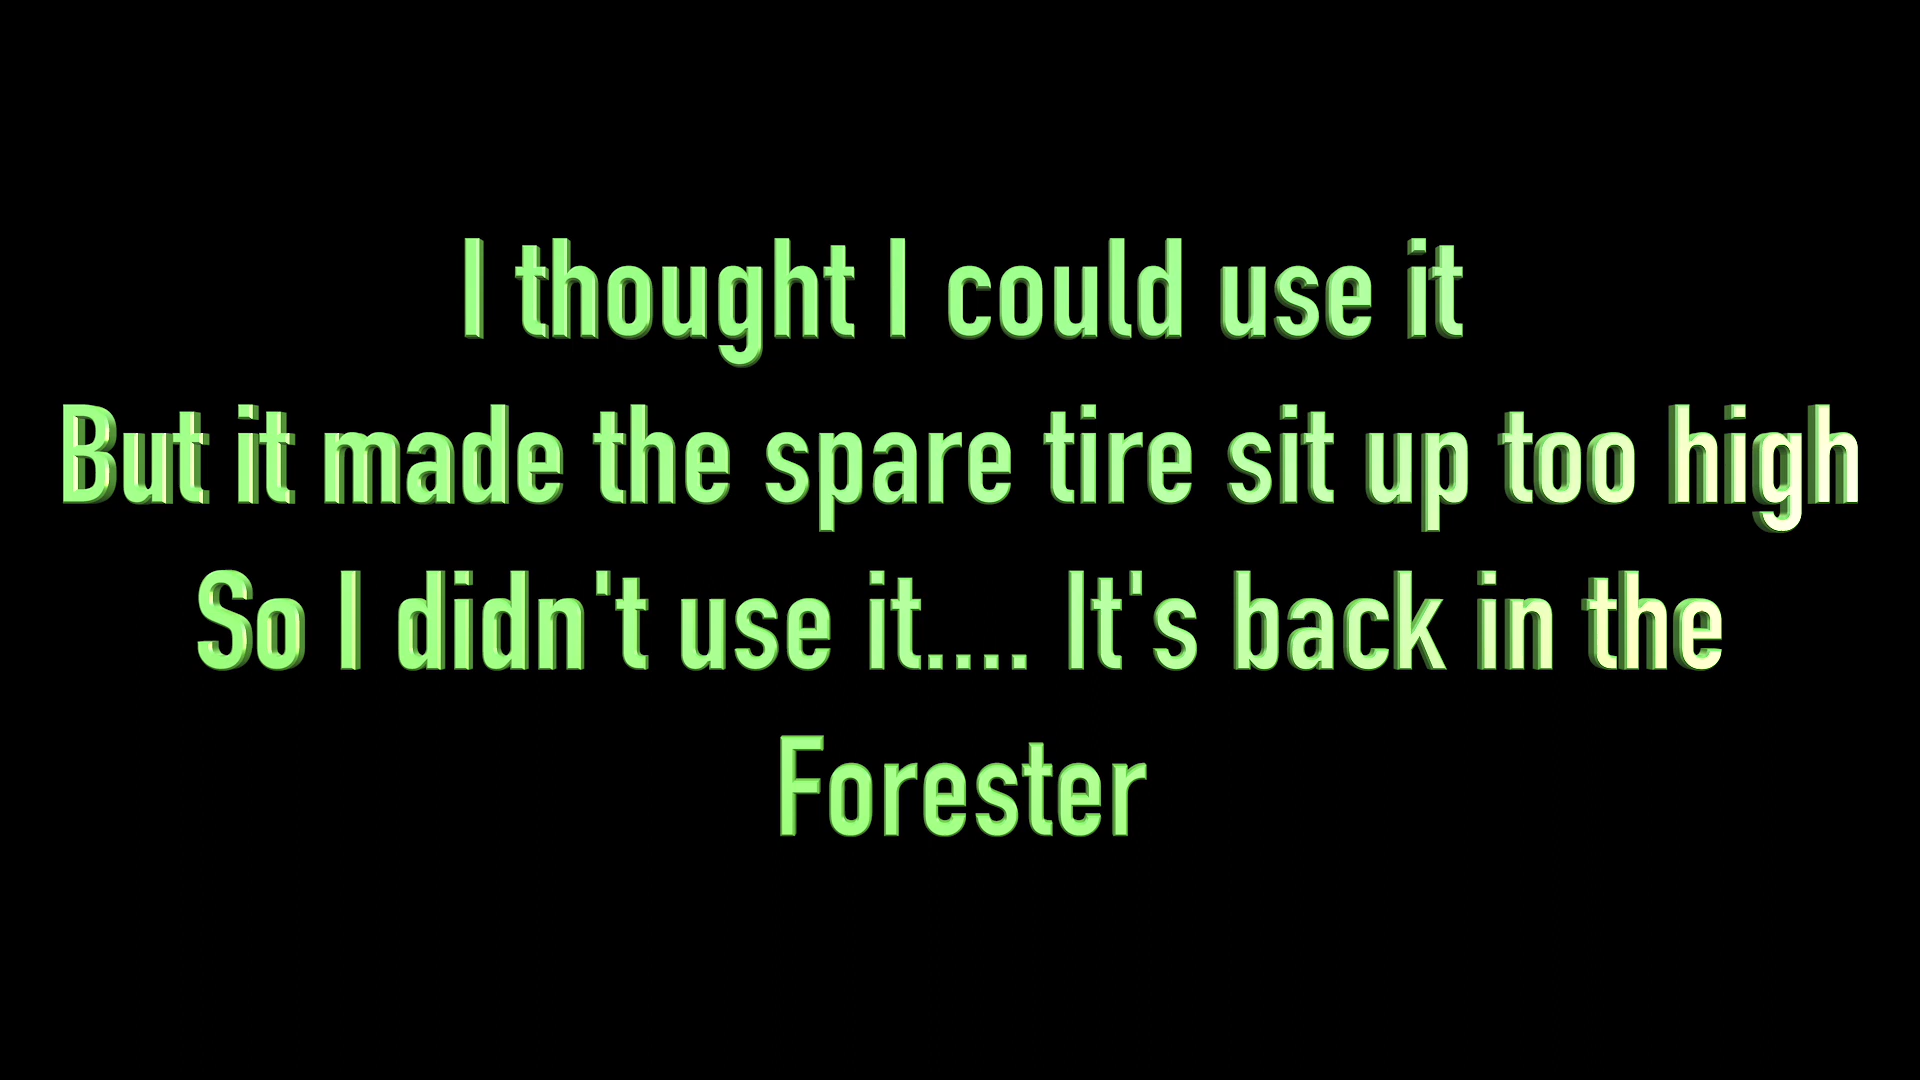 I thought I could use it
But it made the spare tire sit up too high
So I didn't use it.... It's back in the
Forester